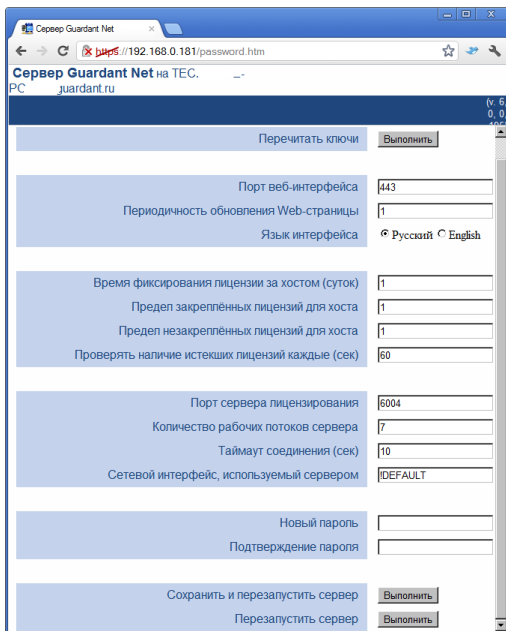 Сервер Guardant Net
https://192.168.0.181/password.htm
Сервер Guardant Net на TEC.
PC guardant.ru
(v. 6,
0, 0,
Перечитать ключи Выполнить
Порт веб-интерфейса 443
Периодичность обновления Web-страницы 1
Язык интерфейса Русский English
Время фиксирования лицензии за хостом (суток) 1
Предел закреплённых лицензий для хоста 1
Предел незакреплённых лицензий для хоста 1
Проверять наличие истекших лицензий каждые (сек) 60
Порт сервера лицензирования 6004
Количество рабочих потоков сервера 7
Таймаут соединения (сек) 10
Сетевой интерфейс, используемый сервером !DEFAULT
Новый пароль
Подтверждение пароля
Сохранить и перезапустить сервер Выполнить
Перезапустить сервер Выполнить